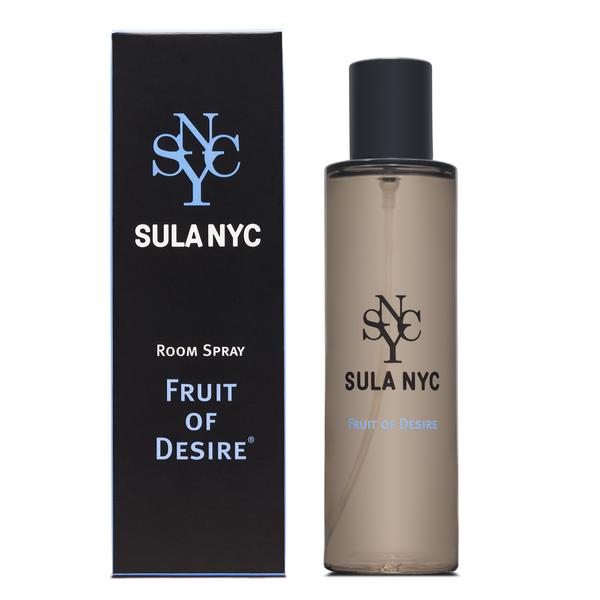 SNYC
SULA NYC
ROOM SPRAY
FRUIT
OF
DESIRE®
SNYC
SULA NYC
FRUIT OF DESIRE